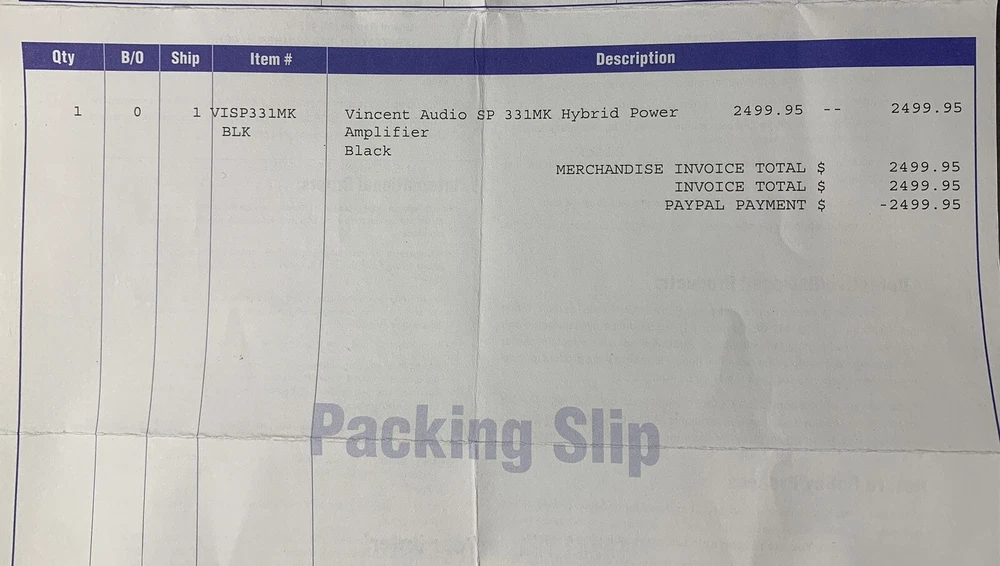 Qty B/O Ship Item # Description
1 0 1 VISP331MK Vincent Audio SP 331MK Hybrid Power 2499.95 -- 2499.95
BLK Amplifier
Black
MERCHANDISE INVOICE TOTAL $ 2499.95
INVOICE TOTAL $ 2499.95
PAYPAL PAYMENT $ -2499.95
Packing Slip